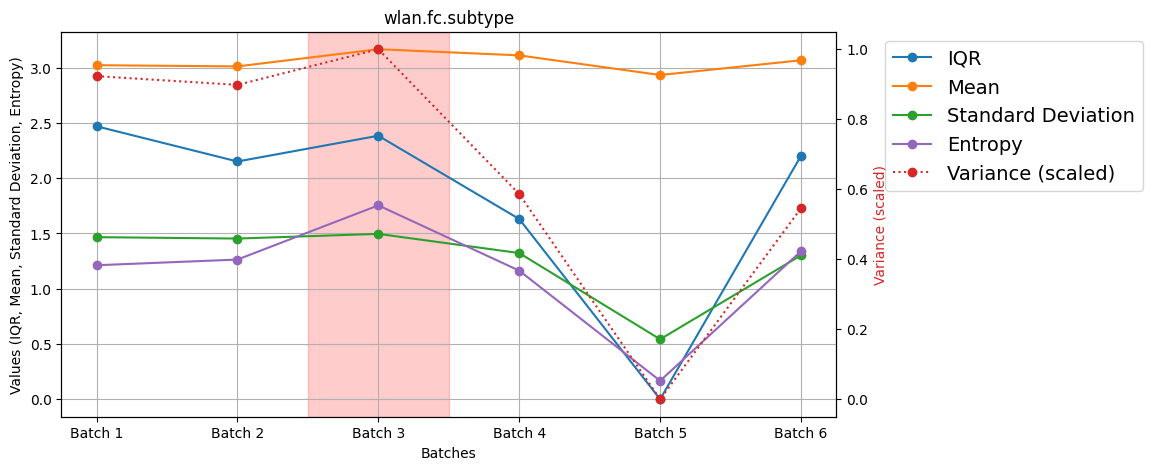 wlan.fc.subtype
Values (IQR, Mean, Standard Deviation, Entropy)
3.0
2.5
2.0
1.5
1.0
0.5
0.0
Batch 1
Batch 2
Batch 3
Batch 4
Batch 5
Batch 6
Batches
1.0
0.8
0.6
0.4
0.2
0.0
Variance (scaled)
IQR
Mean
Standard Deviation
Entropy
Variance (scaled)